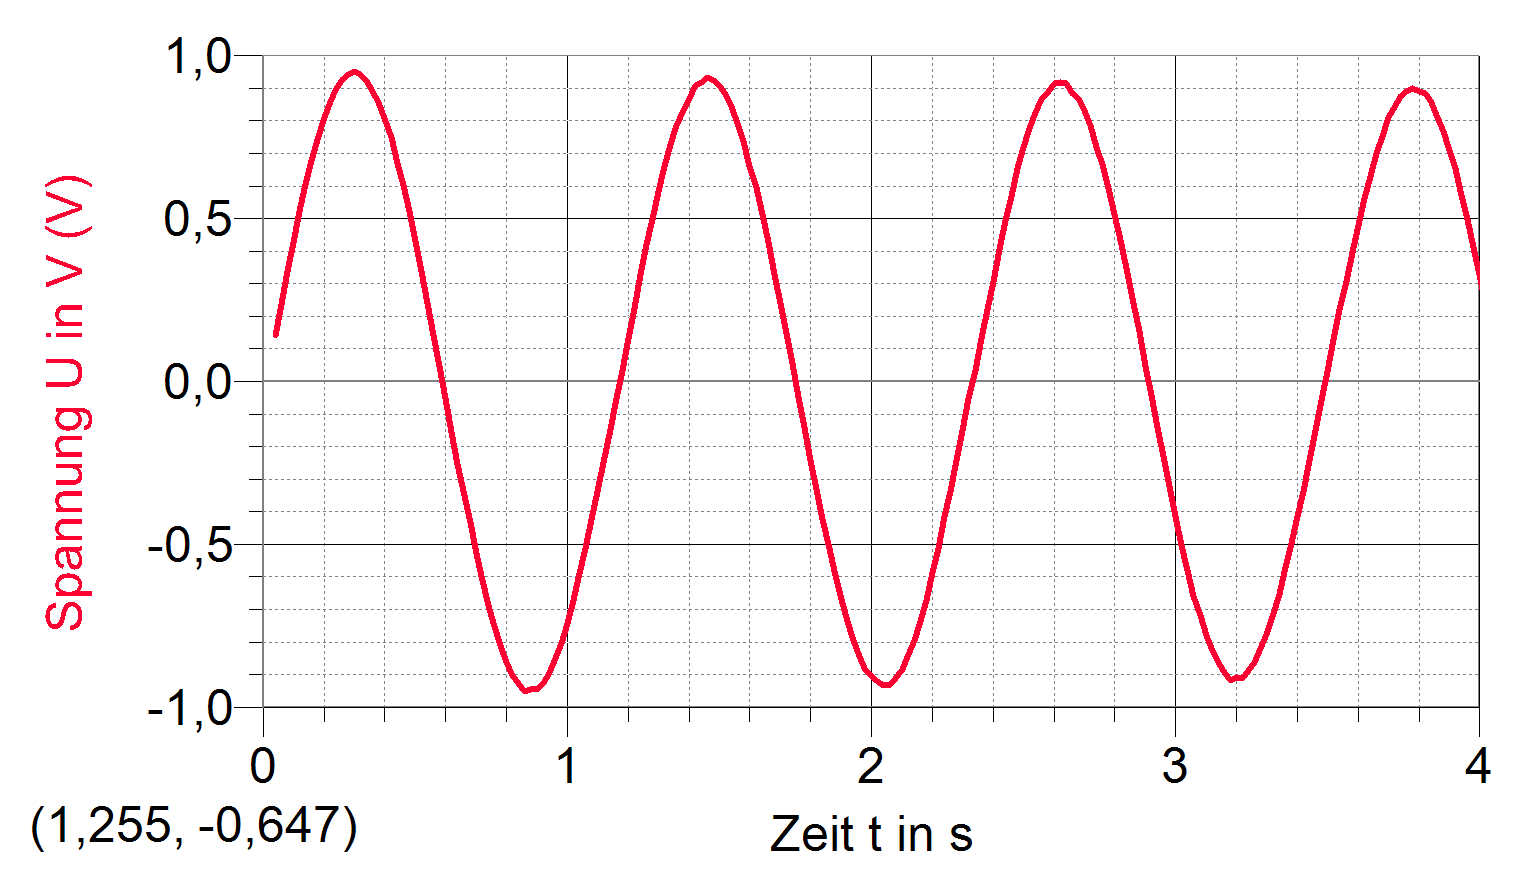 Spannung U in V (V)
1,0
0,5
0,0
-0,5
-1,0
0 1 2 3 4
(1,255, -0,647)
Zeit t in s